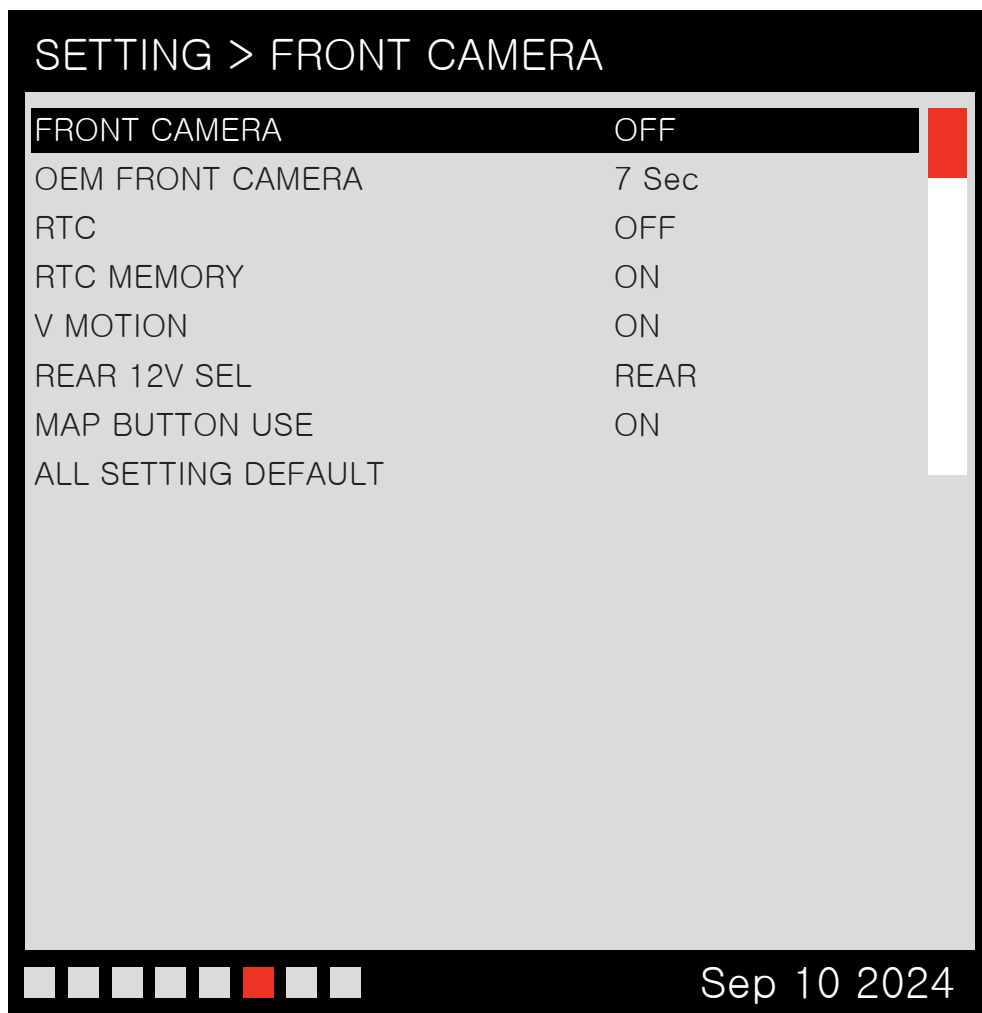 SETTING > FRONT CAMERA
FRONT CAMERA OFF
OEM FRONT CAMERA 7 Sec
RTC OFF
RTC MEMORY ON
V MOTION ON
REAR 12V SEL REAR
MAP BUTTON USE ON
ALL SETTING DEFAULT
Sep 10 2024